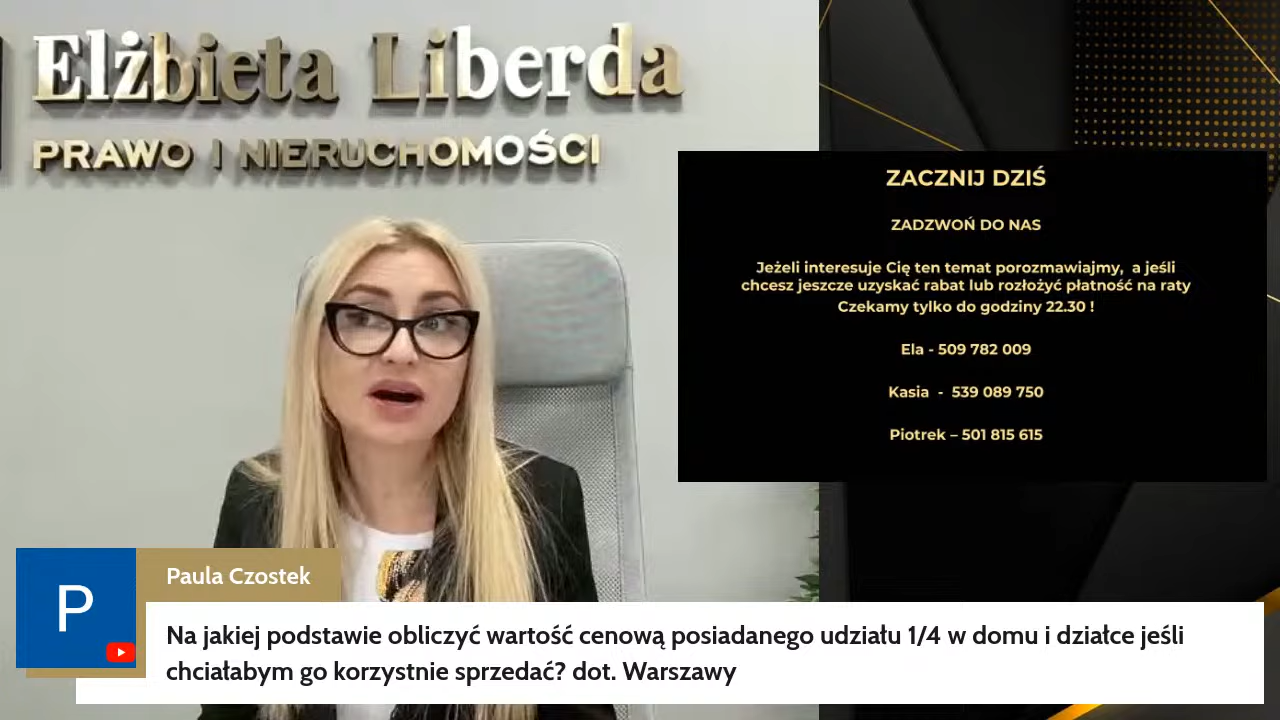 Elżbieta Liberda
PRAWO I NIERUCHOMOŚCI
ZACZNIJ DZIŚ
ZADZWOŃ DO NAS
Jeżeli interesuje Cię ten temat porozmawiajmy, a jeśli
chcesz jeszcze uzyskać rabat lub rozłożyć płatność na raty
Czekamy tylko do godziny 22.30 !
Ela - 509 782 009
Kasia - 539 089 750
Piotrek – 501 815 615
P
Paula Czostek
Na jakiej podstawie obliczyć wartość cenową posiadanego udziału 1/4 w domu i działce jeśli
chciałabym go korzystnie sprzedać? dot. Warszawy